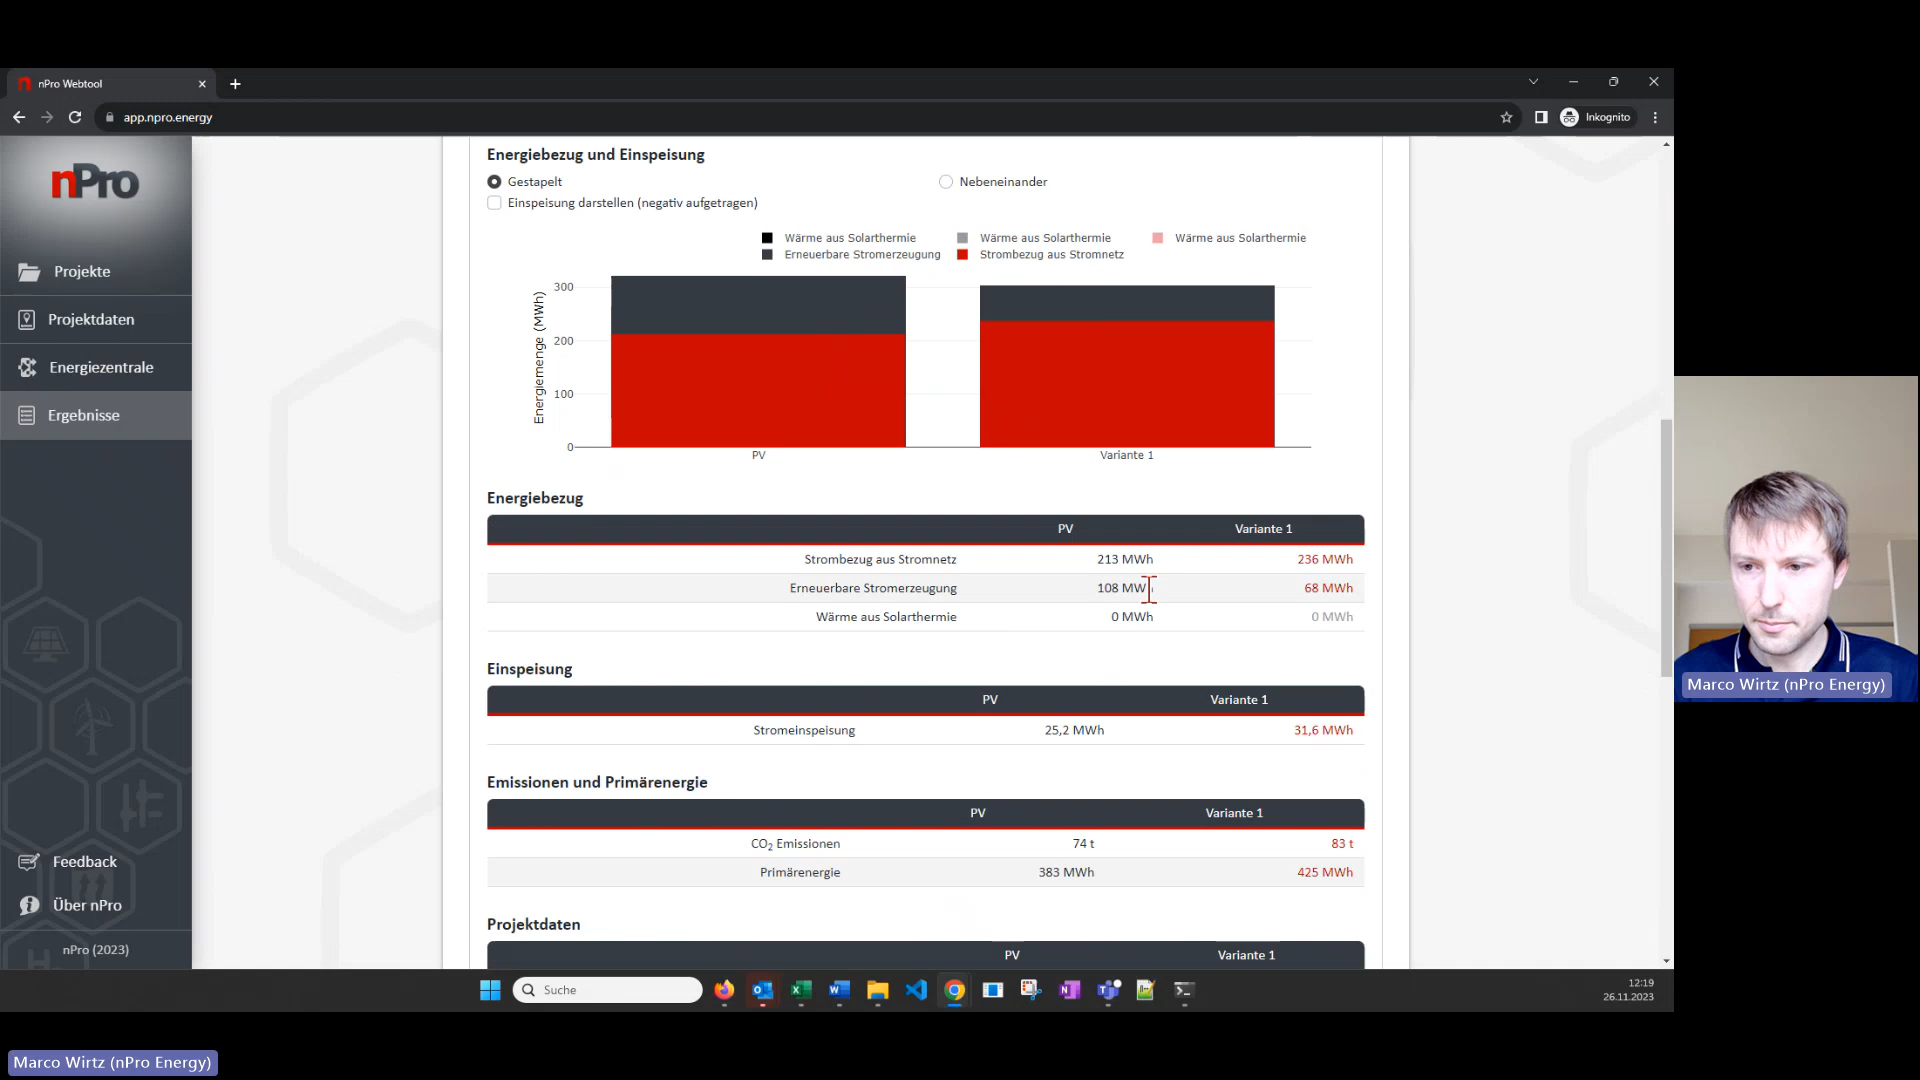 nPro Webtool
app.npro.energy
Inkognito
nPro
Projekte
Projektdaten
Energiezentrale
Ergebnisse
Feedback
Über nPro
nPro (2023)
Energiebezug und Einspeisung
Gestapelt Nebeneinander
Einspeisung darstellen (negativ aufgetragen)
Wärme aus Solarthermie Wärme aus Solarthermie Wärme aus Solarthermie
Erneuerbare Stromerzeugung Strombezug aus Stromnetz
Energiemenge (MWh)
300
200
100
0
PV Variante 1
Energiebezug
PV Variante 1
Strombezug aus Stromnetz 213 MWh 236 MWh
Erneuerbare Stromerzeugung 108 MW 68 MWh
Wärme aus Solarthermie 0 MWh 0 MWh
Einspeisung
PV Variante 1
Stromeinspeisung 25,2 MWh 31,6 MWh
Emissionen und Primärenergie
PV Variante 1
CO₂ Emissionen 74 t 83 t
Primärenergie 383 MWh 425 MWh
Projektdaten
PV Variante 1
Suche
12:19
26.11.2023
Marco Wirtz (nPro Energy)
Marco Wirtz (nPro Energy)